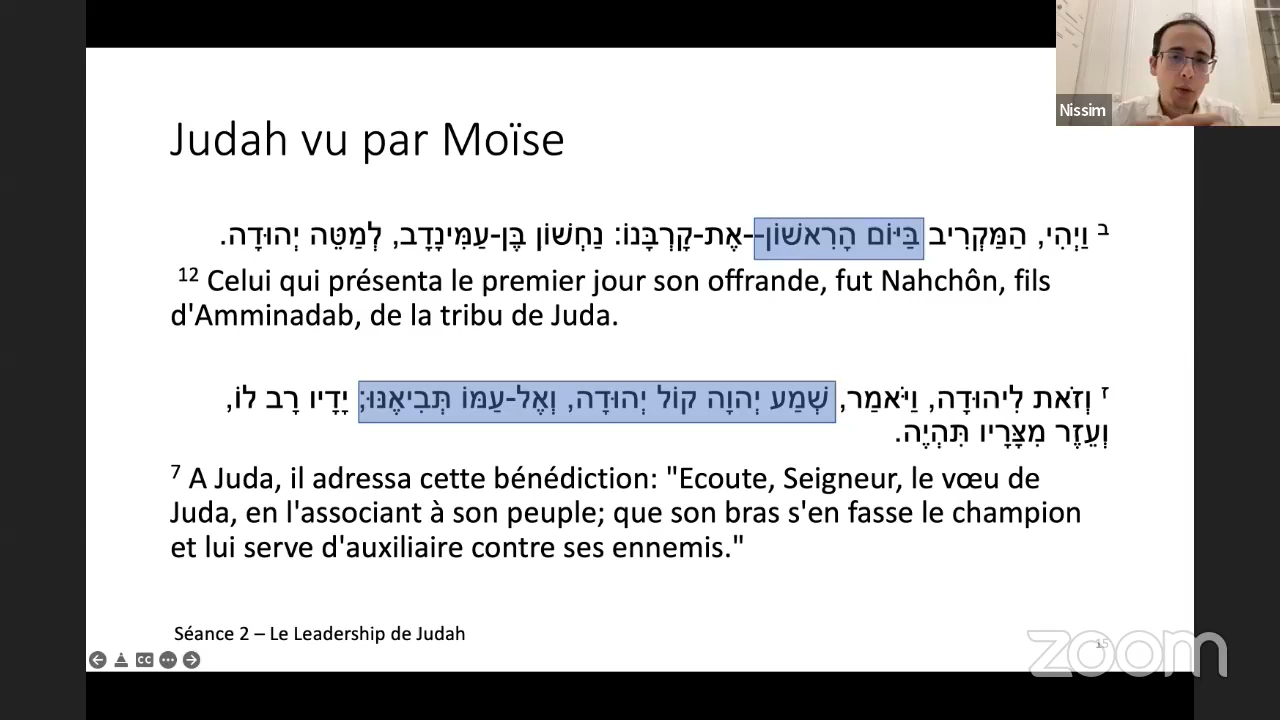 Nissim
Judah vu par Moïse
ב וַיְהִי, הַמַּקְרִיב בַּיּוֹם הָרִאשׁוֹן--אֶת-קָרְבָּנוֹ: נַחְשׁוֹן בֶּן-עַמִּינָדָב, לְמַטֵּה יְהוּדָה.
12 Celui qui présenta le premier jour son offrande, fut Nahchôn, fils
d'Amminadab, de la tribu de Juda.
ז וְזֹאת לִיהוּדָה, וַיֹּאמַר, שְׁמַע יְהוָה קוֹל יְהוּדָה, וְאֶל-עַמּוֹ תְּבִיאֶנּוּ; יָדָיו רָב לוֹ,
וְעֵזֶר מִצָּרָיו תִּהְיֶה.
7 A Juda, il adressa cette bénédiction: "Ecoute, Seigneur, le vœu de
Juda, en l'associant à son peuple; que son bras s'en fasse le champion
et lui serve d'auxiliaire contre ses ennemis."
Séance 2 – Le Leadership de Judah
15
CC
zoom